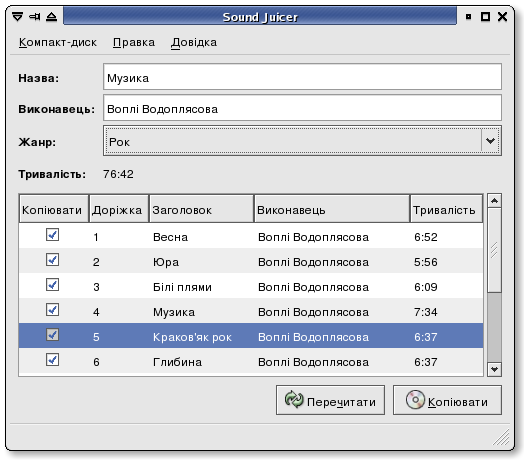 Sound Juicer
Компакт-диск Правка Довідка
Назва: Музика
Виконавець: Воплі Водоплясова
Жанр: Рок
Тривалість: 76:42
Копіювати Доріжка Заголовок Виконавець Тривалість
1 Весна Воплі Водоплясова 6:52
2 Юра Воплі Водоплясова 5:56
3 Білі плями Воплі Водоплясова 6:09
4 Музика Воплі Водоплясова 7:34
5 Краков'як рок Воплі Водоплясова 6:37
6 Глибина Воплі Водоплясова 6:37
Перечитати Копіювати